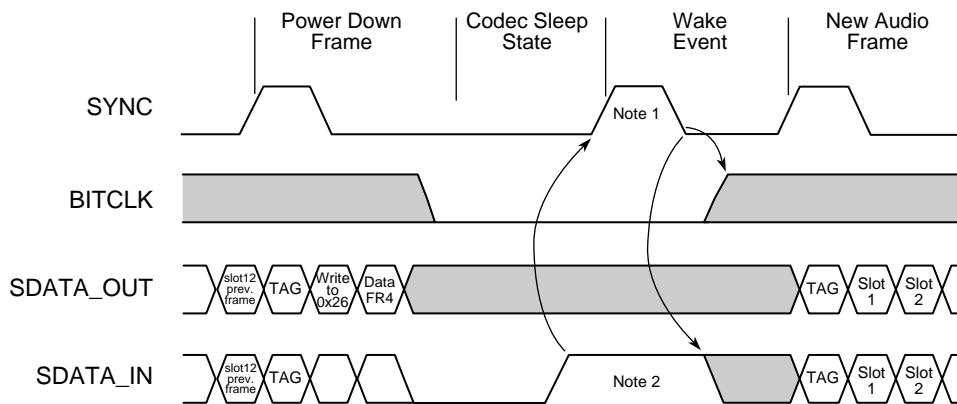 Power Down
Frame
Codec Sleep
State
Wake
Event
New Audio
Frame
SYNC
Note 1
BITCLK
SDATA_OUT
slot12
prev.
frame
TAG
Write
to
0x26
Data
FR4
TAG
Slot
1
Slot
2
SDATA_IN
slot12
prev.
frame
TAG
Note 2
TAG
Slot
1
Slot
2